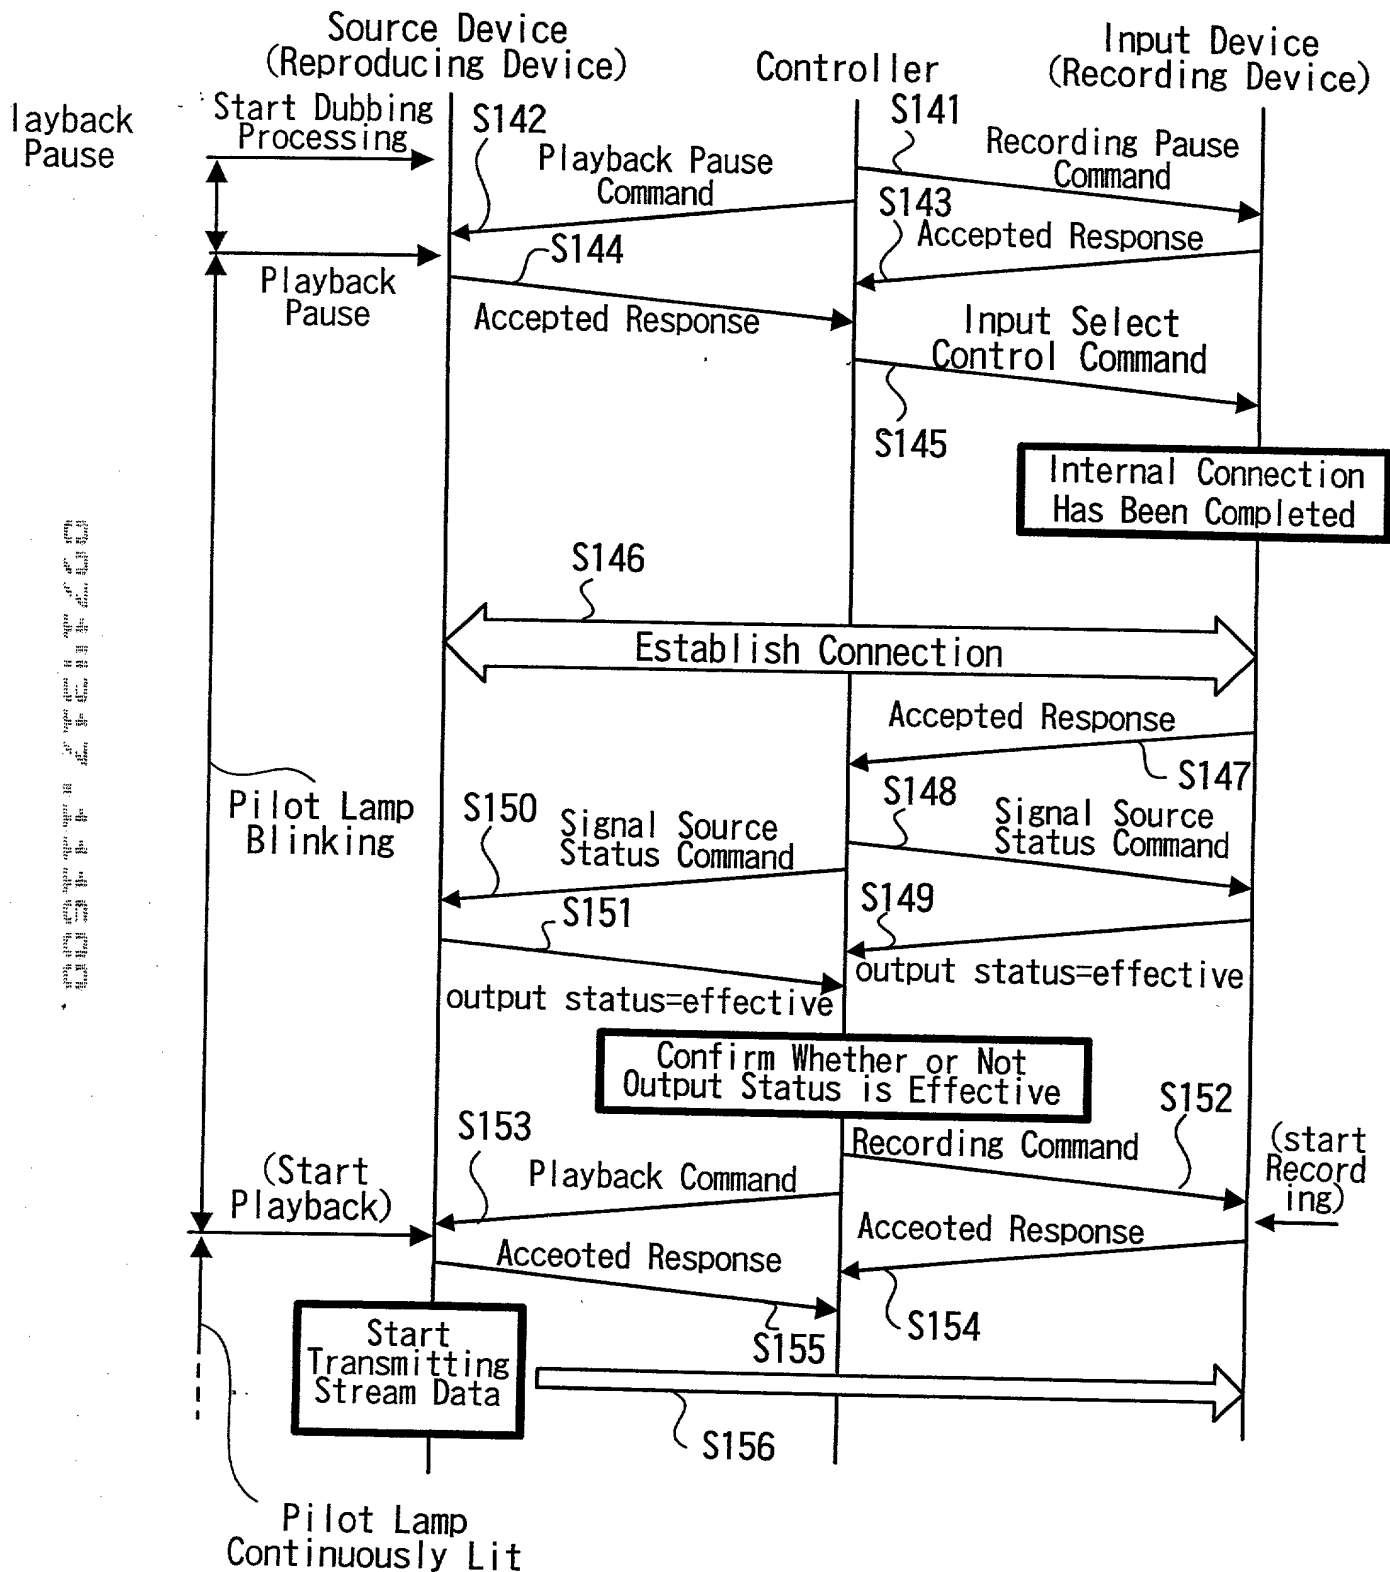 Source Device
(Reproducing Device)
Controller
Input Device
(Recording Device)
layback
Pause
Start Dubbing
Processing
S142
S141
Playback Pause
Command
Recording Pause
Command
S143
S144
Accepted Response
Playback
Pause
Accepted Response
Input Select
Control Command
S145
Internal Connection
Has Been Completed
S146
Establish Connection
Accepted Response
S147
S148
Pilot Lamp
Blinking
S150
Signal Source
Status Command
Signal Source
Status Command
S149
S151
output status=effective
output status=effective
Confirm Whether or Not
Output Status is Effective
S152
S153
Recording Command
(start
Record
ing)
(Start
Playback)
Playback Command
Acceoted Response
Acceoted Response
S154
S155
Start
Transmitting
Stream Data
S156
Pilot Lamp
Continuously Lit